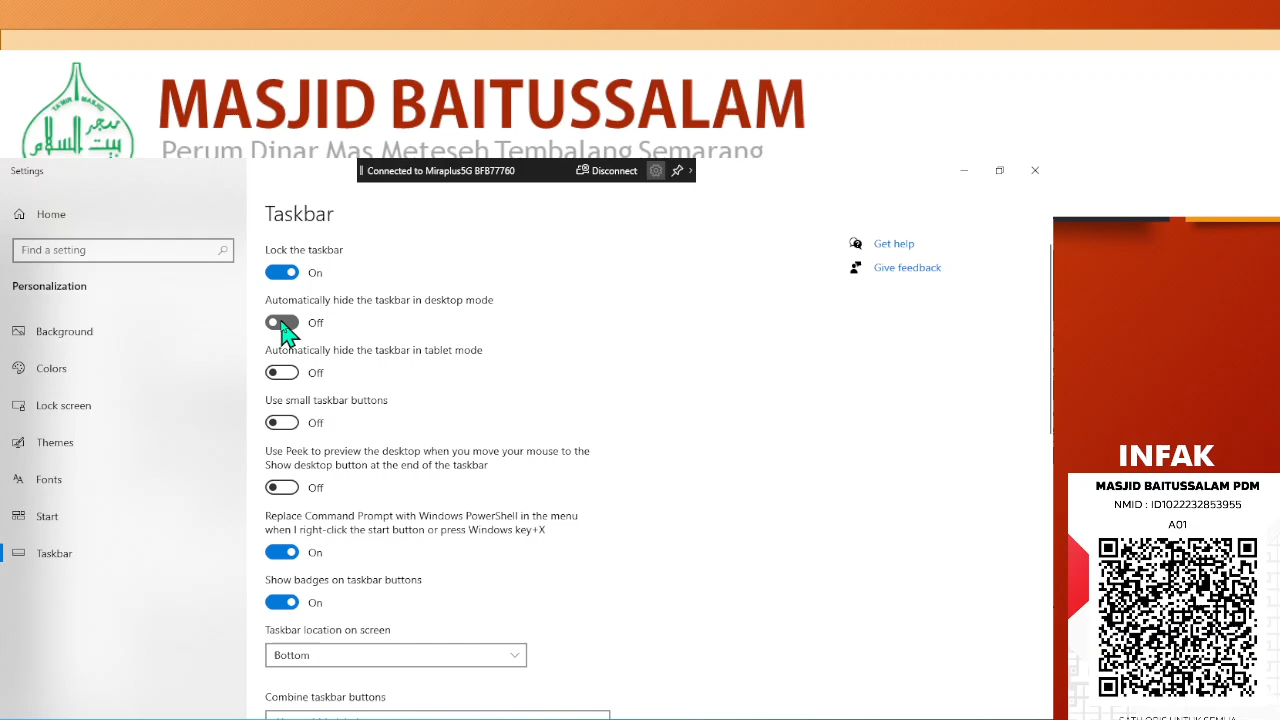 MASJID BAITUSSALAM
Perum Dinar Mas Meteseh Tembalang Semarang
Settings
Connected to Miraplus5G BFB77760
Disconnect
Home
Find a setting
Personalization
Background
Colors
Lock screen
Themes
Fonts
Start
Taskbar
Taskbar
Lock the taskbar
On
Automatically hide the taskbar in desktop mode
Off
Automatically hide the taskbar in tablet mode
Off
Use small taskbar buttons
Off
Use Peek to preview the desktop when you move your mouse to the
Show desktop button at the end of the taskbar
Off
Replace Command Prompt with Windows PowerShell in the menu
when I right-click the start button or press Windows key+X
On
Show badges on taskbar buttons
On
Taskbar location on screen
Bottom
Combine taskbar buttons
Get help
Give feedback
INFAK
MASJID BAITUSSALAM PDM
NMID : ID1022232853955
A01
SATU QRIS UNTUK SEMUA